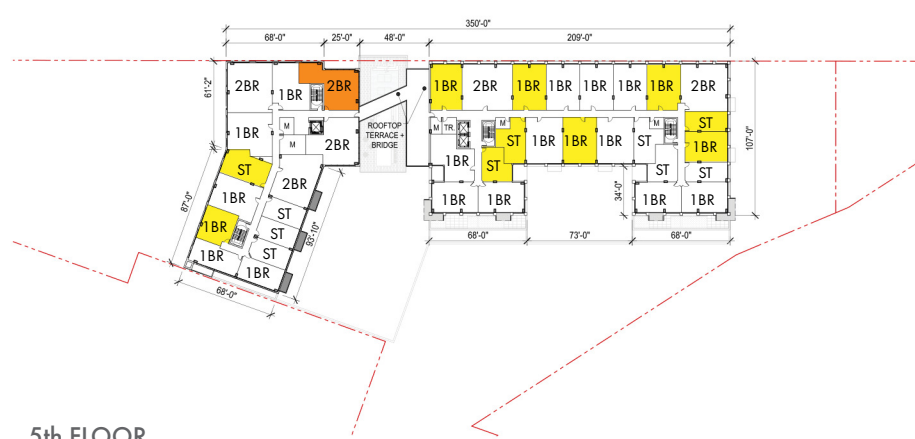 350'-0"
68'-0" 25'-0" 48'-0" 209'-0"
61'-2"
2BR 1BR 2BR
1BR M M 2BR
ROOFTOP
TERRACE +
BRIDGE
1BR 2BR 1BR 1BR 1BR 1BR 1BR 2BR
M TR. M M
1BR ST ST 1BR 1BR 1BR ST ST
1BR
ST
1BR 1BR 1BR 1BR
107'-0"
34'-0"
68'-0" 73'-0" 68'-0"
87'-0"
ST 2BR
1BR ST
1BR ST
ST
1BR 1BR
93'-10"
68'-0"
5th FLOOR